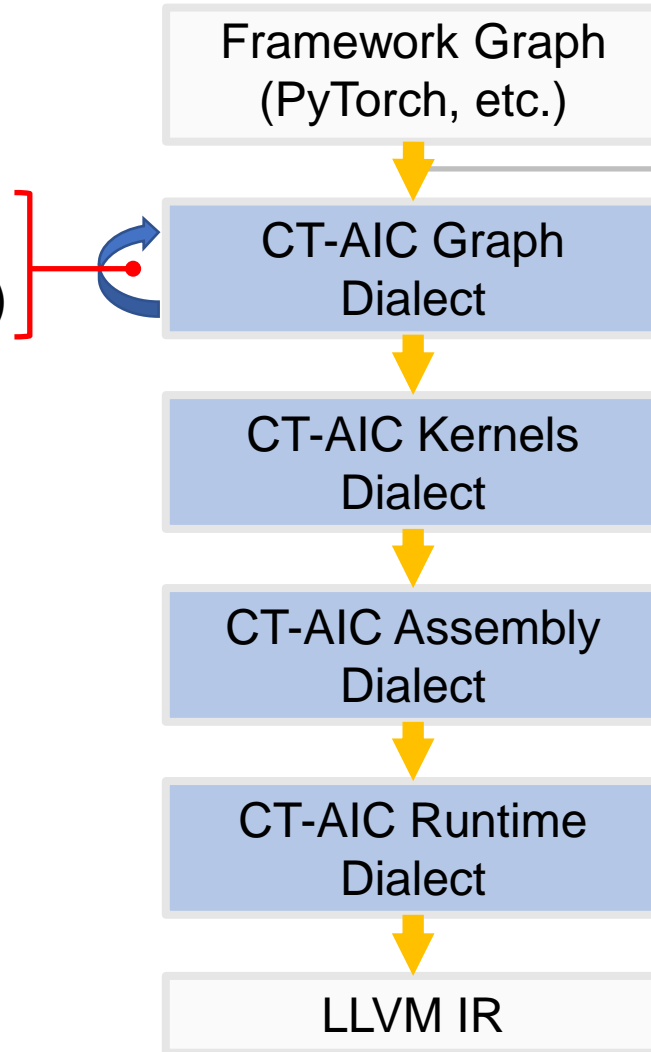 Framework Graph
(PyTorch, etc.)
)
CT-AIC Graph
Dialect
CT-AIC Kernels
Dialect
CT-AIC Assembly
Dialect
CT-AIC Runtime
Dialect
LLVM IR